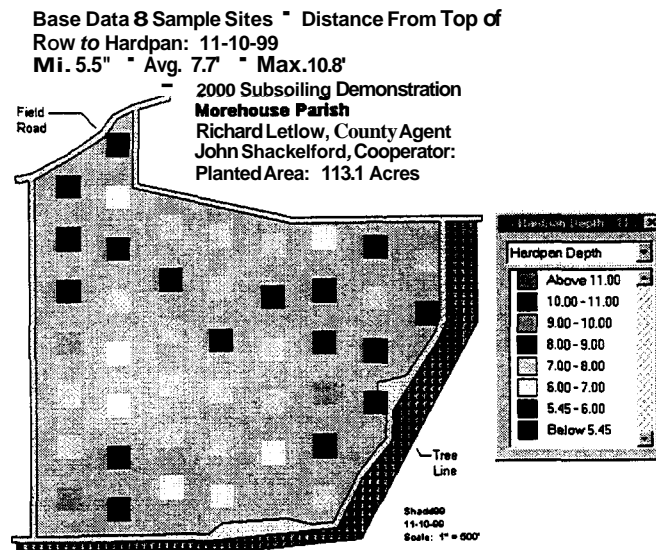 Base Data 8 Sample Sites - Distance From Top of
Row to Hardpan: 11-10-99
Mi. 5.5" - Avg. 7.7' - Max.10.8'
2000 Subsoiling Demonstration
Morehouse Parish
Richard Letlow, County Agent
John Shackelford, Cooperator:
Planted Area: 113.1 Acres
Field
Road
Hardpan Depth
Hardpen Depth
Above 11.00
10.00 - 11.00
9.00 - 10.00
8.00 - 9.00
7.00 - 8.00
6.00 - 7.00
5.45 - 6.00
Below 5.45
Tree
Line
11-10-99
Scale: 1" = 600'